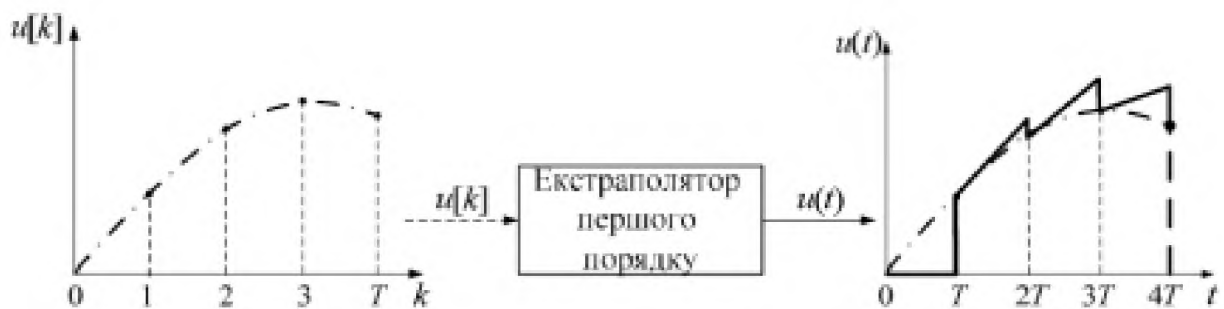 u[k]
0 1 2 3 T k
u[k]
Екстраполятор
першого
порядку
u(t)
u(t)
0 T 2T 3T 4T t